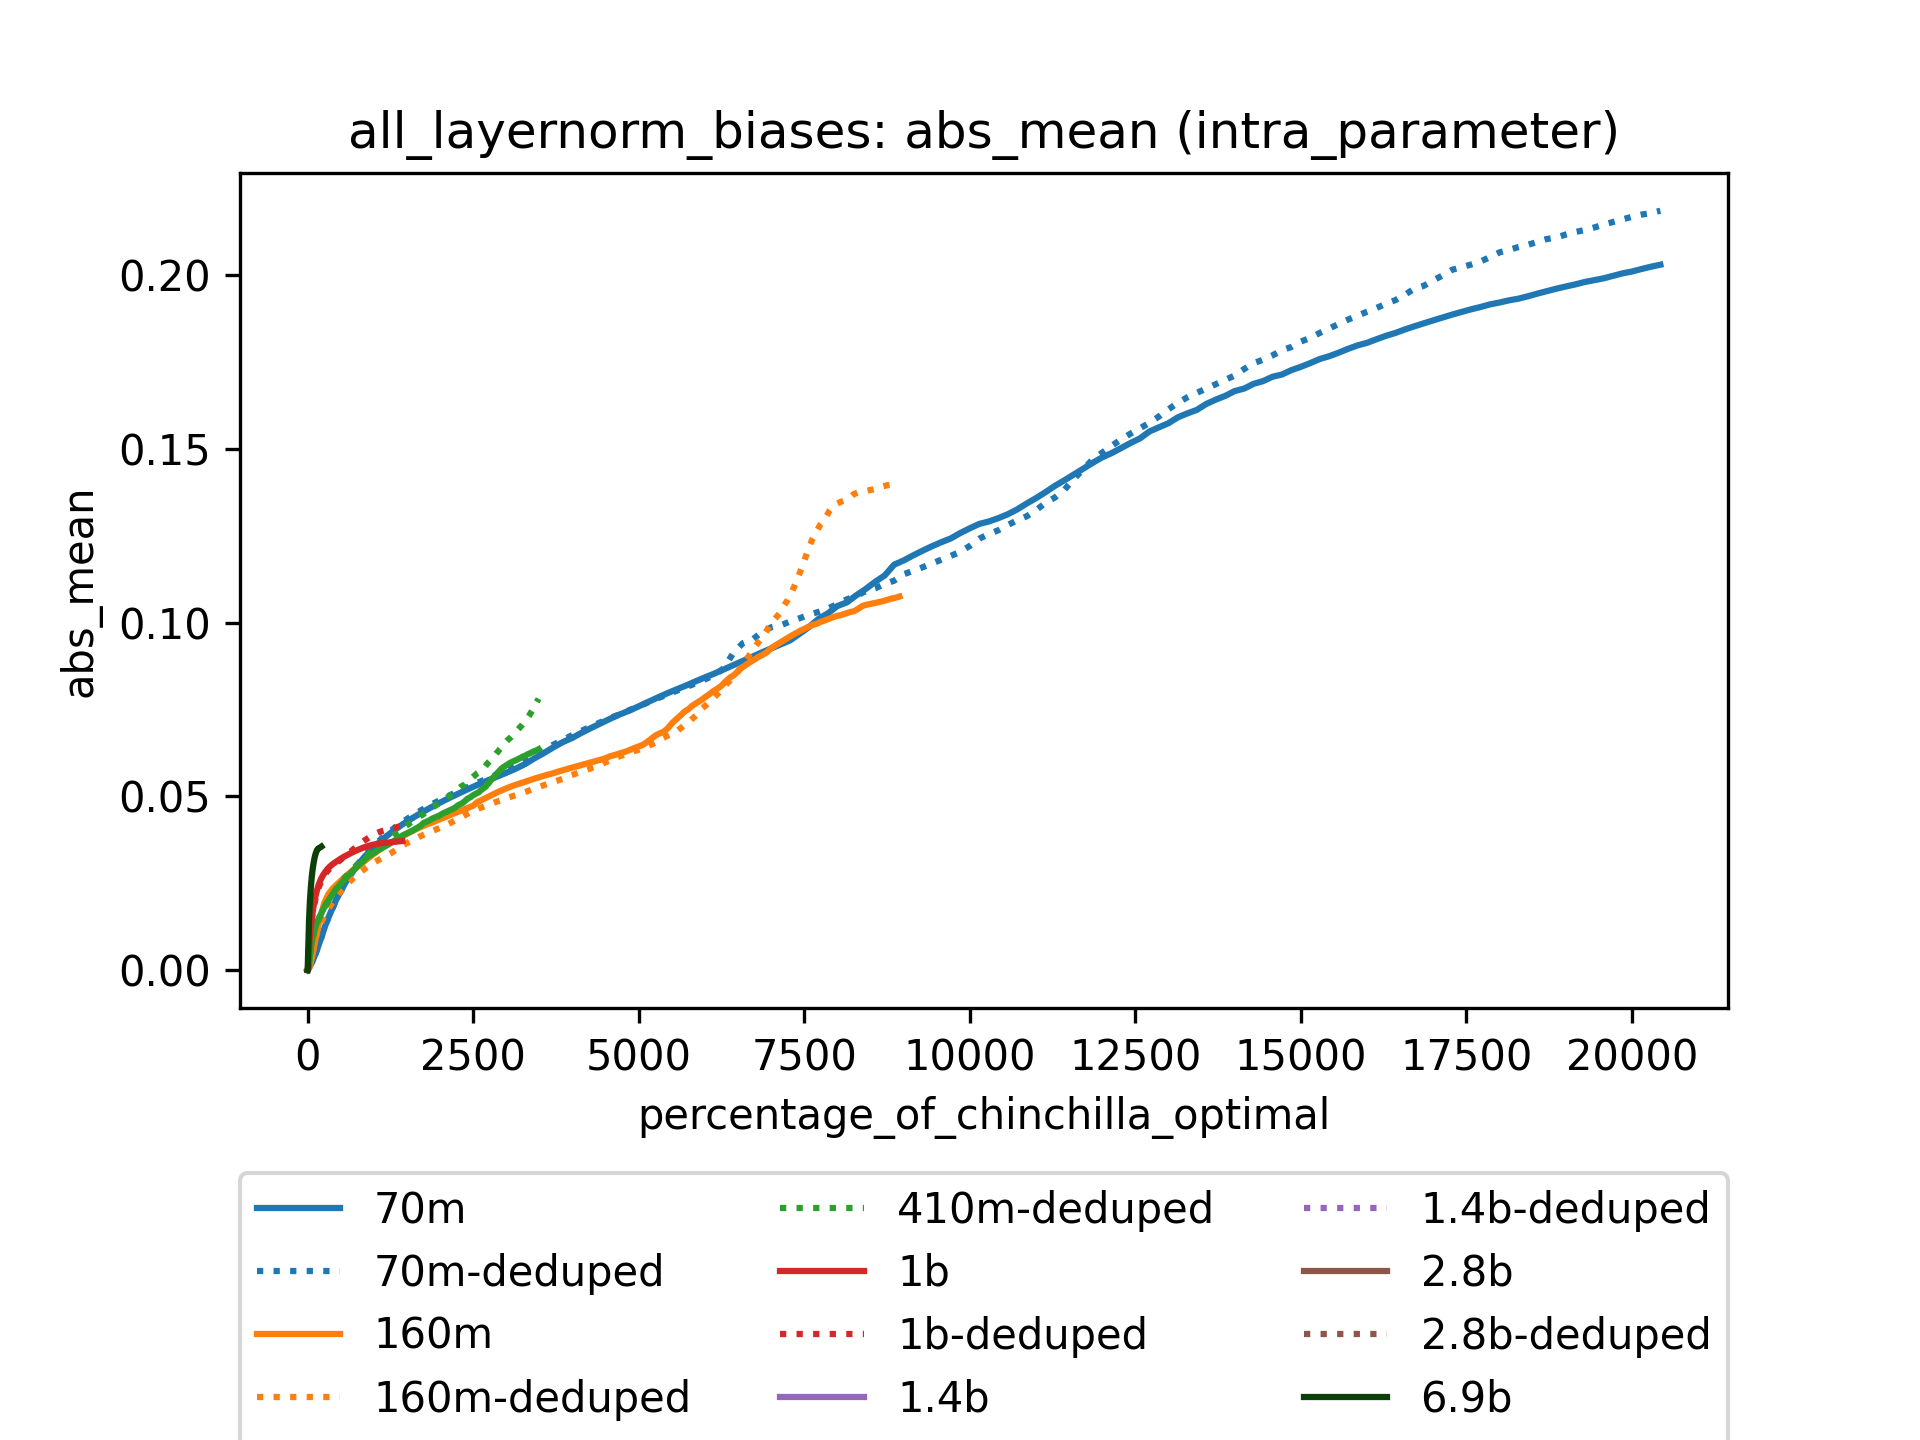 all_layernorm_biases: abs_mean (intra_parameter)
abs_mean
0.20
0.15
0.10
0.05
0.00
0 2500 5000 7500 10000 12500 15000 17500 20000
percentage_of_chinchilla_optimal
70m 410m-deduped 1.4b-deduped
70m-deduped 1b 2.8b
160m 1b-deduped 2.8b-deduped
160m-deduped 1.4b 6.9b